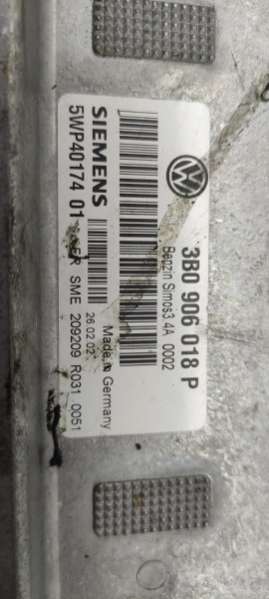 VW
3B0 906 018 P
Benzin Simos3 4A 0002
Made in Germany
26.02.02
SIEMENS
5WP40174 01
SME 209209 R031 0051